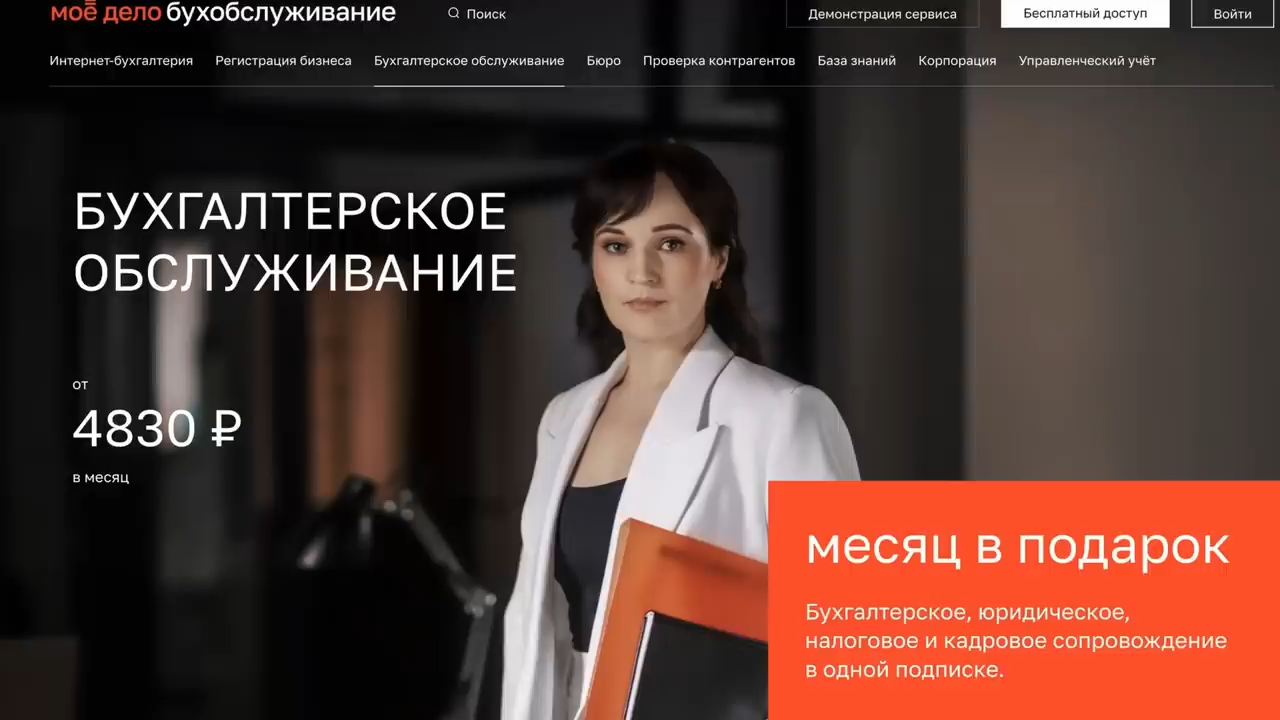 моё дело бухобслуживание
Поиск
Демонстрация сервиса
Бесплатный доступ
Войти
Интернет-бухгалтерия
Регистрация бизнеса
Бухгалтерское обслуживание
Бюро
Проверка контрагентов
База знаний
Корпорация
Управленческий учёт
БУХГАЛТЕРСКОЕ
ОБСЛУЖИВАНИЕ
от
4830 ₽
в месяц
месяц в подарок
Бухгалтерское, юридическое,
налоговое и кадровое сопровождение
в одной подписке.